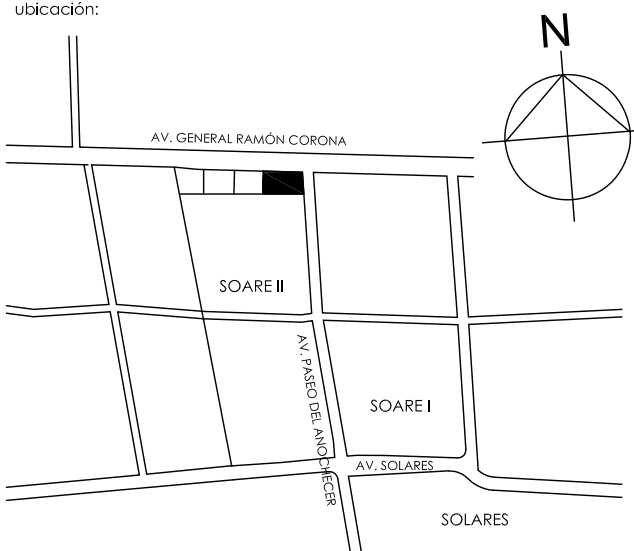 ubicación:
N
AV. GENERAL RAMÓN CORONA
SOARE II
AV. PASEO DEL ANOCHECER
SOARE I
AV. SOLARES
SOLARES